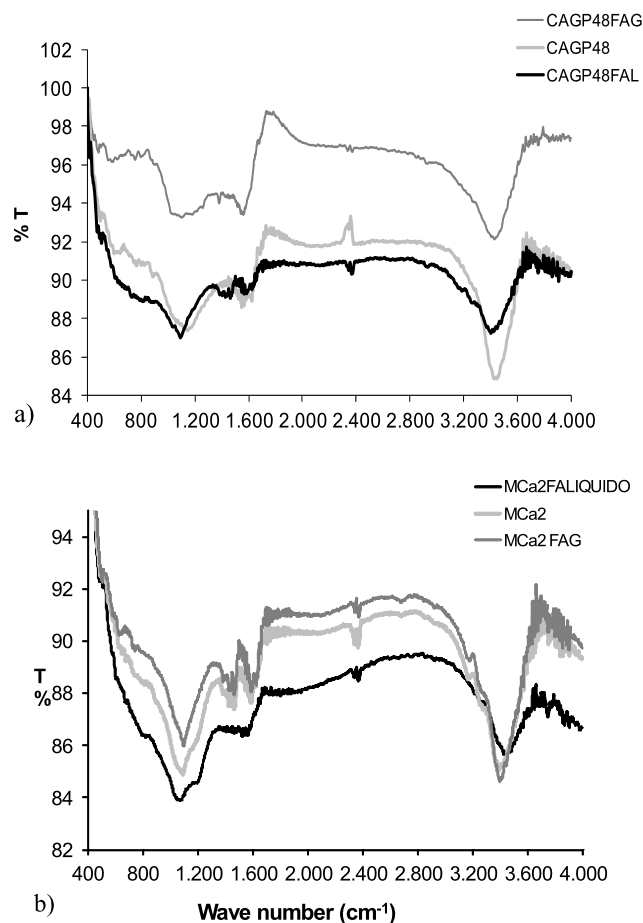 CAGP48FAG
CAGP48
CAGP48FAL
102
100
98
96
94
92
90
88
86
84
% T
400 800 1.200 1.600 2.000 2.400 2.800 3.200 3.600 4.000
a)
MCa2FALIQUIDO
MCa2
MCa2 FAG
94
92
90
88
86
84
82
T
%
400 800 1.200 1.600 2.000 2.400 2.800 3.200 3.600 4.000
b)
Wave number (cm-1)